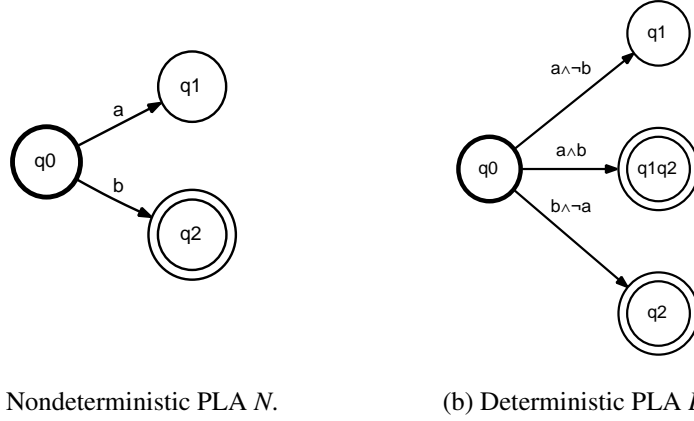 q0
a
q1
b
q2
Nondeterministic PLA N.
q0
a∧¬b
q1
a∧b
q1q2
b∧¬a
q2
(b) Deterministic PLA